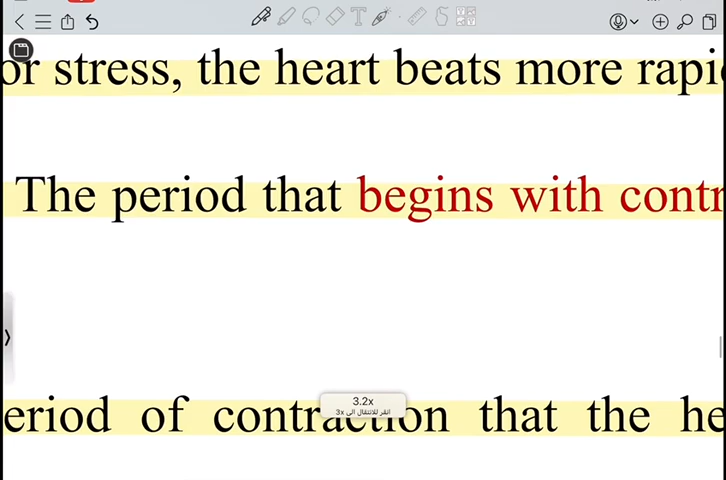 or stress, the heart beats more rapi
The period that begins with contr
3.2x
انقر للانتقال الى 3x
eriod of contraction that the he